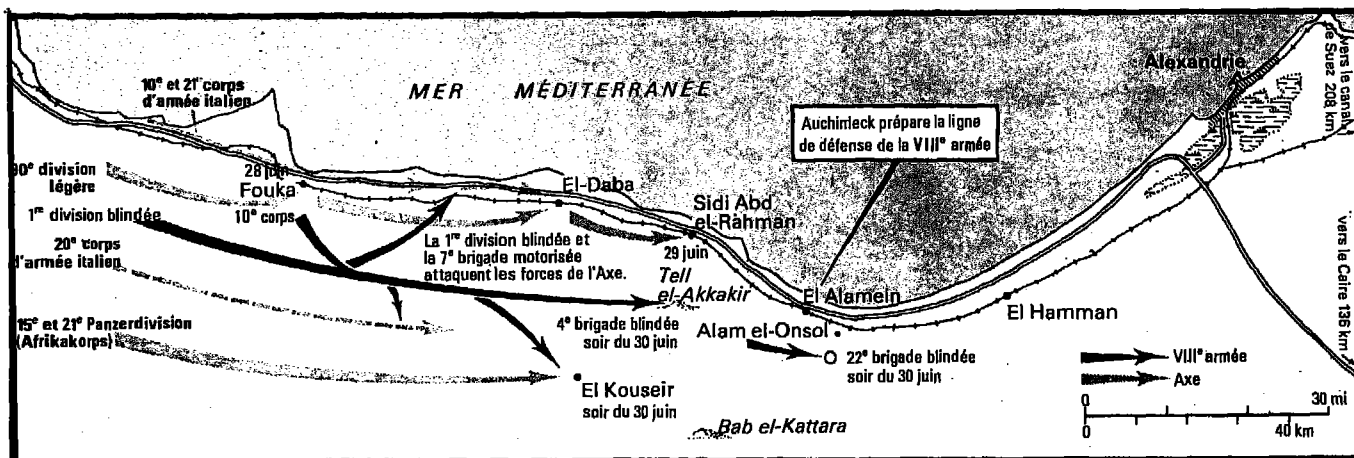 10e et 21e corps
d'armée italien
MER MÉDITERRANÉE
Alexandrie
vers le canal
de Suez 208 km
Auchinleck prépare la ligne
de défense de la VIIIe armée
90e division
légère
28 juin
Fouka
El-Daba
1re division blindée
10e corps
Sidi Abd
el-Rahman
29 juin
La 1re division blindée et
la 7e brigade motorisée
attaquent les forces de l'Axe.
20e corps
d'armée italien
Tell
el-Akkakir
vers le Caire 136 km
El Alamein
El Hamman
15e et 21e Panzerdivision
(Afrikakorps)
4e brigade blindée
soir du 30 juin
Alam el-Onsol
22e brigade blindée
soir du 30 juin
El Kouseir
soir du 30 juin
Bab el-Kattara
VIIIe armée
Axe
0 30 mi
0 40 km